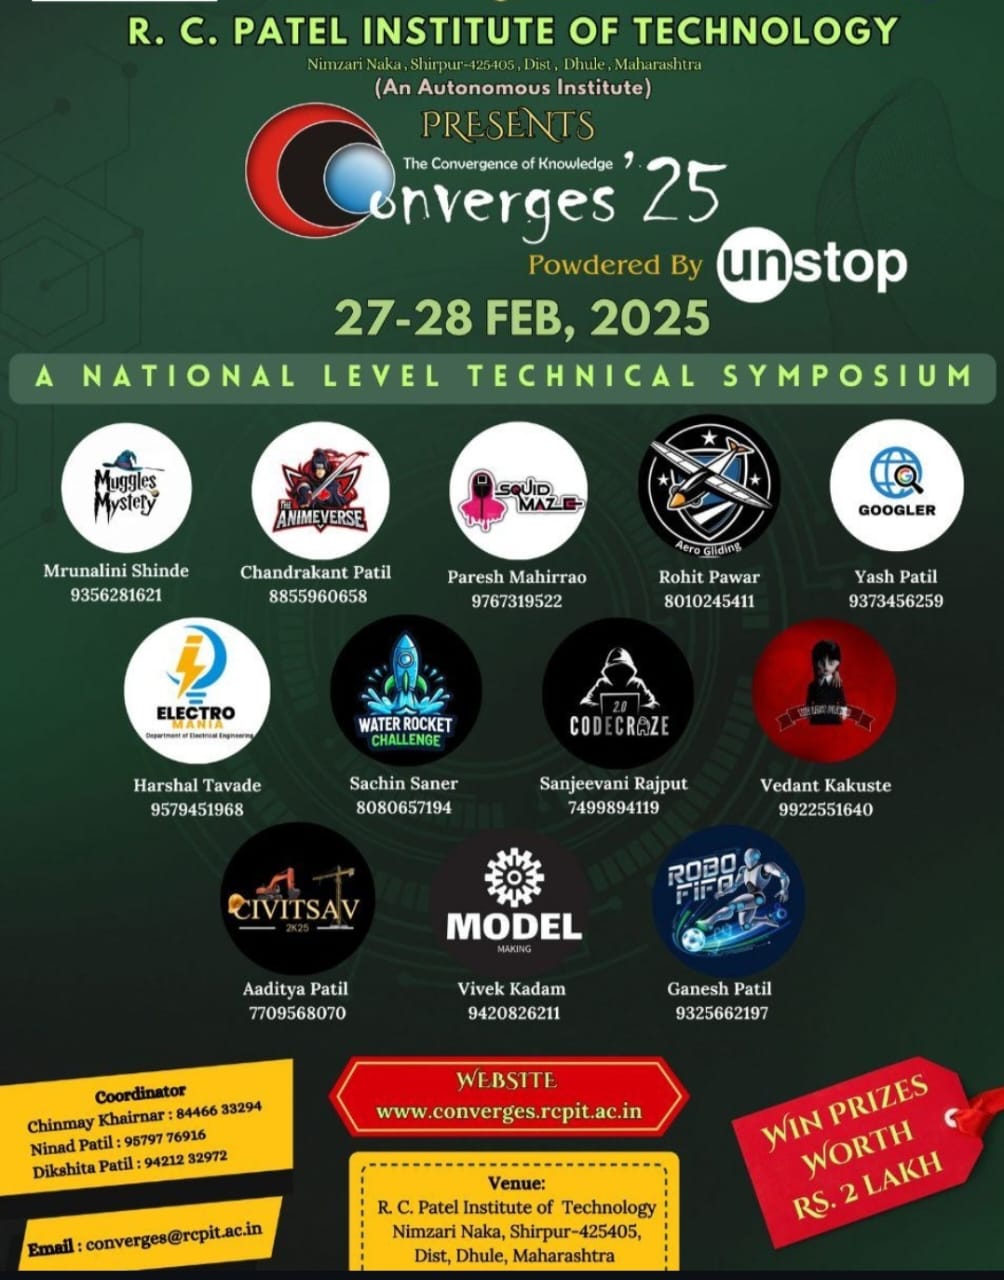 R. C. PATEL INSTITUTE OF TECHNOLOGY
Nimzari Naka, Shirpur-425405, Dist, Dhule, Maharashtra
(An Autonomous Institute)
PRESENTS
The Convergence of Knowledge
Converges'25
Powdered By unstop
27-28 FEB, 2025
A NATIONAL LEVEL TECHNICAL SYMPOSIUM
Muggles
Mystery
Mrunalini Shinde
9356281621
THE
ANIMEVERSE
Chandrakant Patil
8855960658
SQUID
MAZE
Paresh Mahirrao
9767319522
Aero Gliding
Rohit Pawar
8010245411
GOOGLER
Yash Patil
9373456259
ELECTRO
MANIA
Department of Electrical Engineering
Harshal Tavade
9579451968
WATER ROCKET
CHALLENGE
Sachin Saner
8080657194
2.0
CODECRAZE
Sanjeevani Rajput
7499894119
Vedant Kakuste
9922551640
CIVITSAV
2K25
Aaditya Patil
7709568070
MODEL
MAKING
Vivek Kadam
9420826211
ROBO
FIFA
Ganesh Patil
9325662197
Coordinator
Chinmay Khairnar : 84466 33294
Ninad Patil : 95797 76916
Dikshita Patil : 94212 32972
Email : converges@rcpit.ac.in
WEBSITE
www.converges.rcpit.ac.in
Venue:
R. C. Patel Institute of Technology
Nimzari Naka, Shirpur-425405,
Dist, Dhule, Maharashtra
WIN PRIZES
WORTH
RS. 2 LAKH